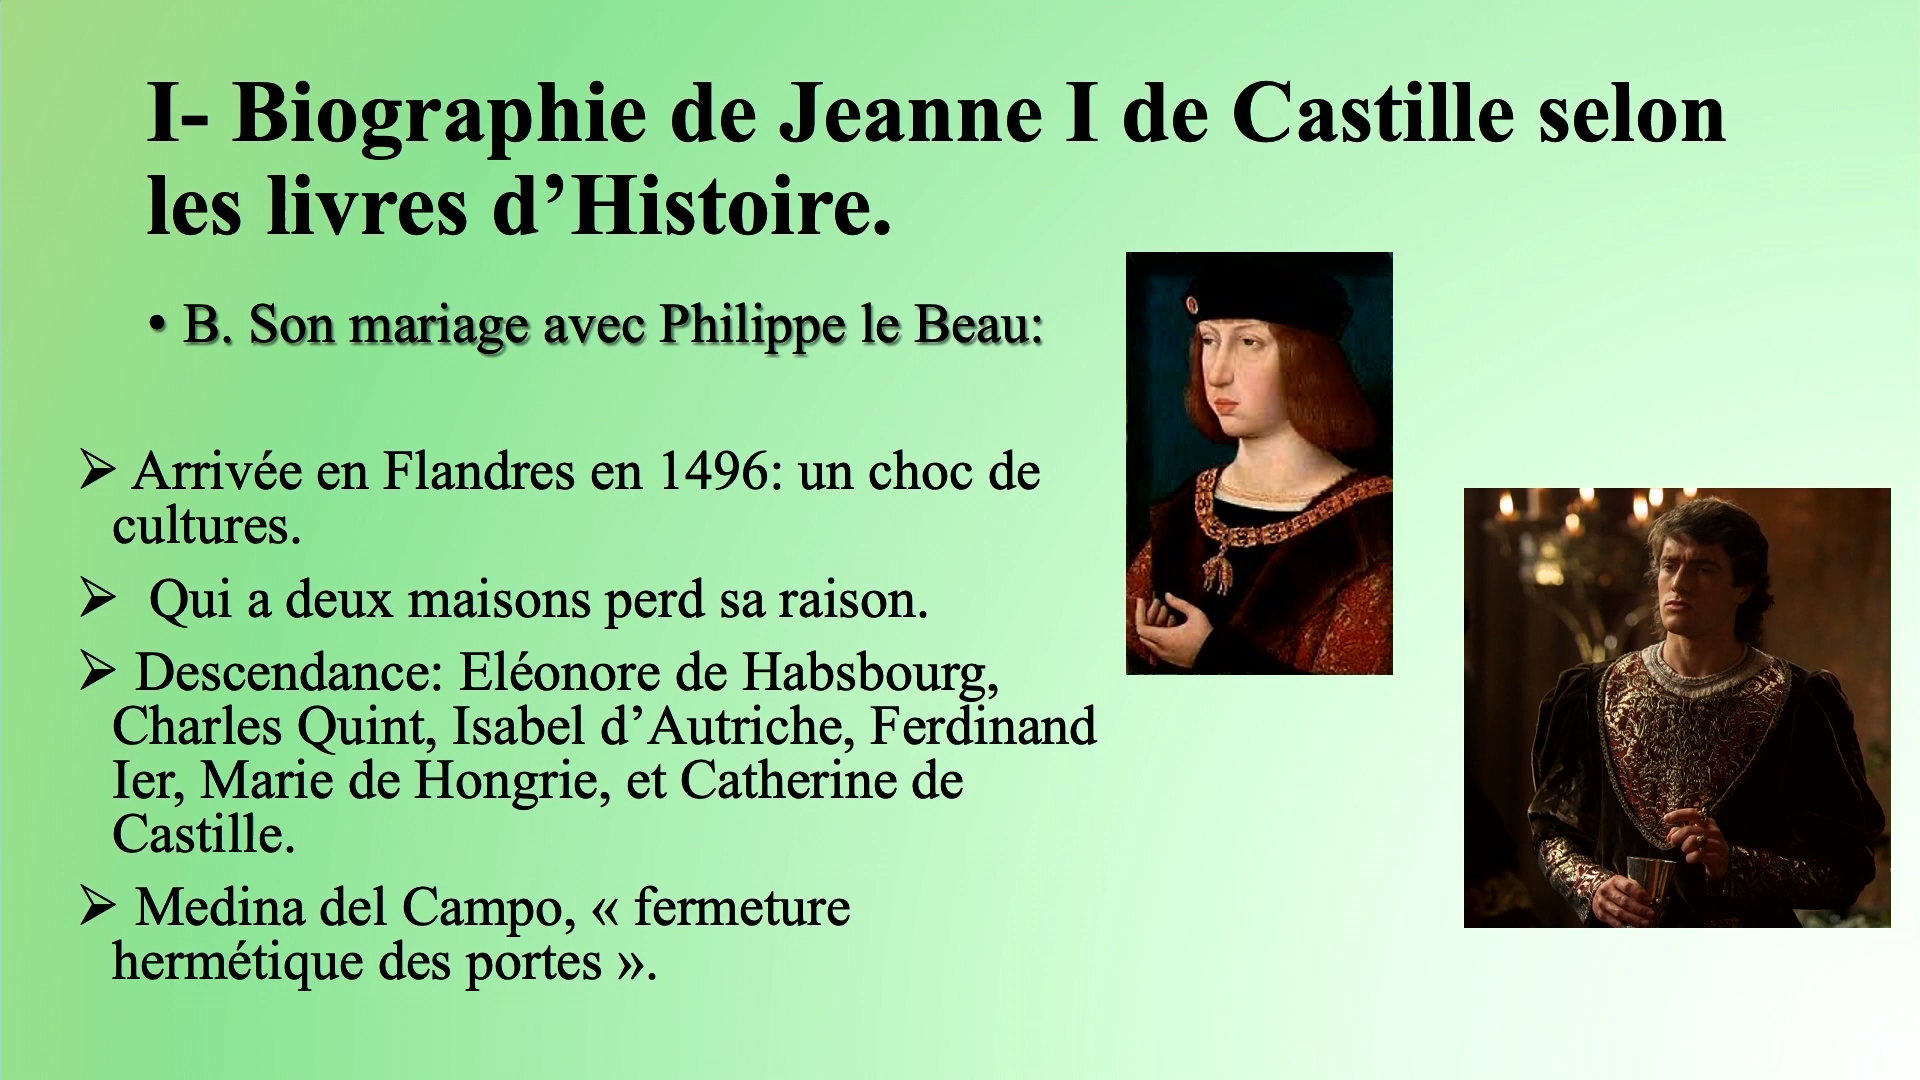 I- Biographie de Jeanne I de Castille selon
les livres d’Histoire.
• B. Son mariage avec Philippe le Beau:
➢ Arrivée en Flandres en 1496: un choc de
cultures.
➢ Qui a deux maisons perd sa raison.
➢ Descendance: Eléonore de Habsbourg,
Charles Quint, Isabel d’Autriche, Ferdinand
Ier, Marie de Hongrie, et Catherine de
Castille.
➢ Medina del Campo, « fermeture
hermétique des portes ».